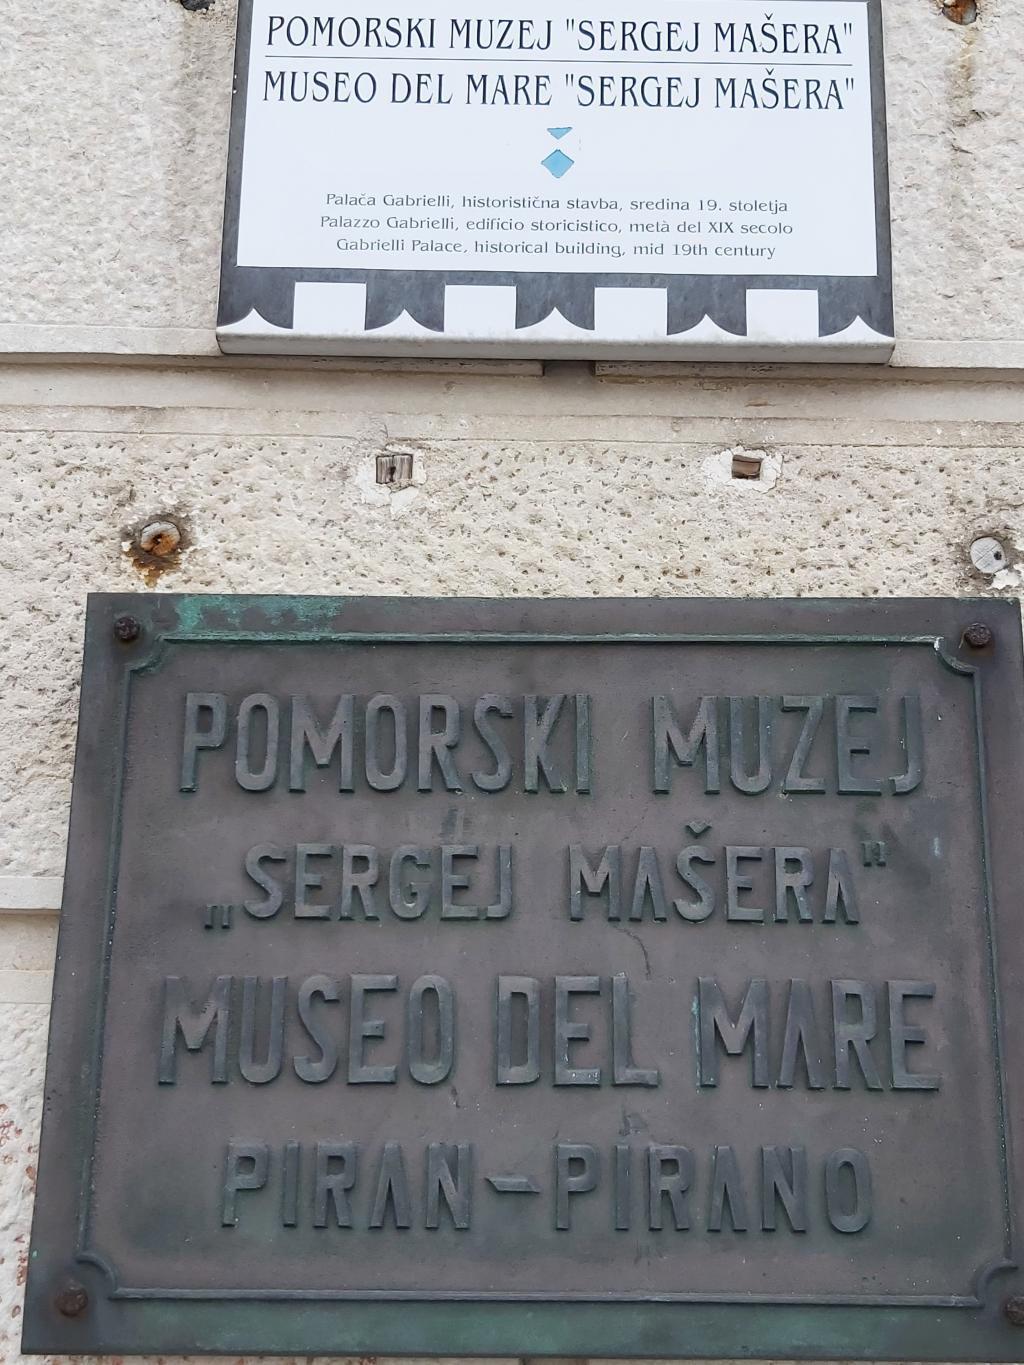 POMORSKI MUZEJ "SERGEJ MAŠERA"
MUSEO DEL MARE "SERGEJ MAŠERA"
Palača Gabrielli, historistična stavba, sredina 19. stoletja
Palazzo Gabrielli, edificio storicistico, metà del XIX secolo
Gabrielli Palace, historical building, mid 19th century
POMORSKI MUZEJ
„SERGEJ MAŠERA"
MUSEO DEL MARE
PIRAN-PIRANO